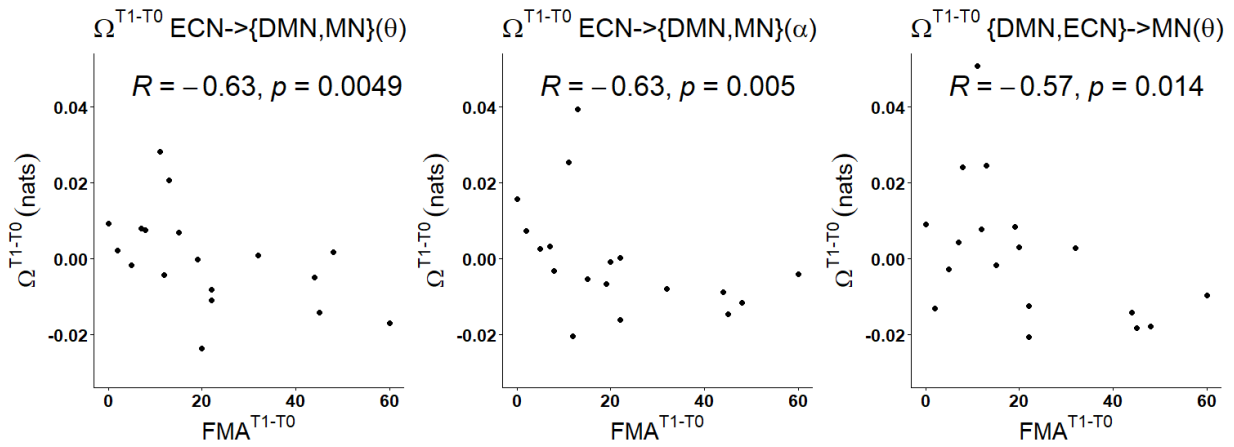 Ω^T1-T0 ECN->{DMN,MN}(θ)
R = −0.63, p = 0.0049
0.04
0.02
0.00
-0.02
Ω^T1-T0 (nats)
0 20 40 60
FMA^T1-T0
Ω^T1-T0 ECN->{DMN,MN}(α)
R = −0.63, p = 0.005
0.04
0.02
0.00
-0.02
Ω^T1-T0 (nats)
0 20 40 60
FMA^T1-T0
Ω^T1-T0 {DMN,ECN}->MN(θ)
R = −0.57, p = 0.014
0.04
0.02
0.00
-0.02
Ω^T1-T0 (nats)
0 20 40 60
FMA^T1-T0